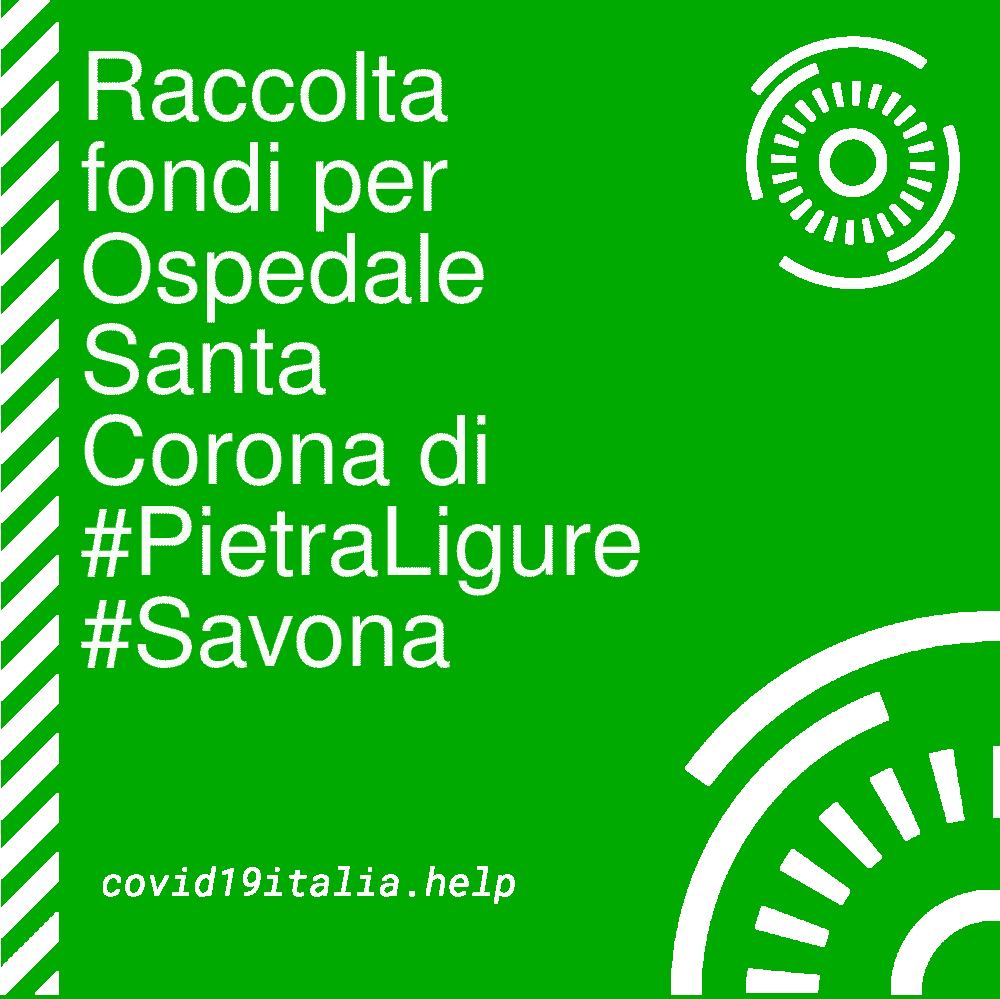 Raccolta
fondi per
Ospedale
Santa
Corona di
#PietraLigure
#Savona
covid19italia.help